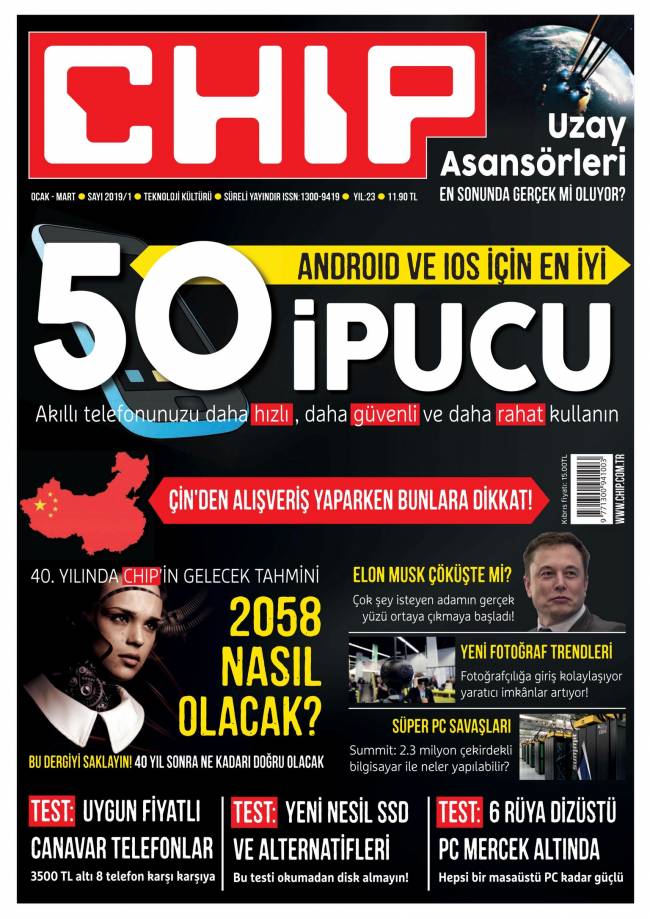 CHIP
Uzay
Asansörleri
EN SONUNDA GERÇEK Mİ OLUYOR?
OCAK - MART ● SAYI 2019/1 ● TEKNOLOJİ KÜLTÜRÜ ● SÜRELİ YAYINDIR ISSN:1300-9419 ● YIL:23 ● 11.90 TL
ANDROID VE IOS İÇİN EN İYİ
50 iPUCU
Akıllı telefonunuzu daha hızlı, daha güvenli ve daha rahat kullanın
ÇİN'DEN ALIŞVERİŞ YAPARKEN BUNLARA DİKKAT!
Kıbrıs fiyatı: 15.00TL
9 771300 941003
WWW.CHIP.COM.TR
40. YILINDA CHIP'İN GELECEK TAHMİNİ
2058
NASIL
OLACAK?
BU DERGİYİ SAKLAYIN! 40 YIL SONRA NE KADARI DOĞRU OLACAK
ELON MUSK ÇÖKÜŞTE Mİ?
Çok şey isteyen adamın gerçek
yüzü ortaya çıkmaya başladı!
YENİ FOTOĞRAF TRENDLERİ
Fotoğrafçılığa giriş kolaylaşıyor
yaratıcı imkânlar artıyor!
SÜPER PC SAVAŞLARI
Summit: 2.3 milyon çekirdekli
bilgisayar ile neler yapılabilir?
TEST: UYGUN FİYATLI
CANAVAR TELEFONLAR
3500 TL altı 8 telefon karşı karşıya
TEST: YENİ NESİL SSD
VE ALTERNATİFLERİ
Bu testi okumadan disk almayın!
TEST: 6 RÜYA DİZÜSTÜ
PC MERCEK ALTINDA
Hepsi bir masaüstü PC kadar güçlü